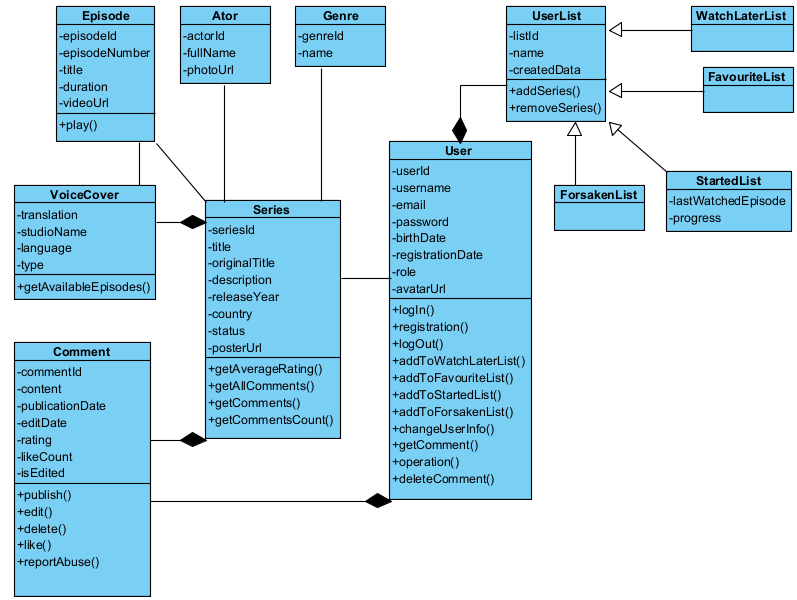 Episode
-episodeId
-episodeNumber
-title
-duration
-videoUrl
+play()
Ator
-actorId
-fullName
-photoUrl
Genre
-genreId
-name
UserList
-listId
-name
-createdData
+addSeries()
+removeSeries()
WatchLaterList
FavouriteList
ForsakenList
StartedList
-lastWatchedEpisode
-progress
VoiceCover
-translation
-studioName
-language
-type
+getAvailableEpisodes()
Series
-seriesId
-title
-originalTitle
-description
-releaseYear
-country
-status
-posterUrl
+getAverageRating()
+getAllComments()
+getComments()
+getCommentsCount()
User
-userId
-username
-email
-password
-birthDate
-registrationDate
-role
-avatarUrl
+logIn()
+registration()
+logOut()
+addToWatchLaterList()
+addToFavouriteList()
+addToStartedList()
+addToForsakenList()
+changeUserInfo()
+getComment()
+operation()
+deleteComment()
Comment
-commentId
-content
-publicationDate
-editDate
-rating
-likeCount
-isEdited
+publish()
+edit()
+delete()
+like()
+reportAbuse()